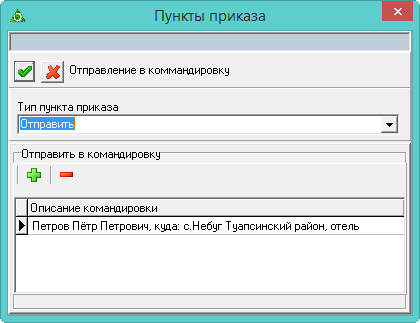 Пункты приказа
Отправление в коммандировку
Тип пункта приказа
Отправить
Отправить в командировку
Описание командировки
Петров Пётр Петрович, куда: с.Небуг Туапсинский район, отель